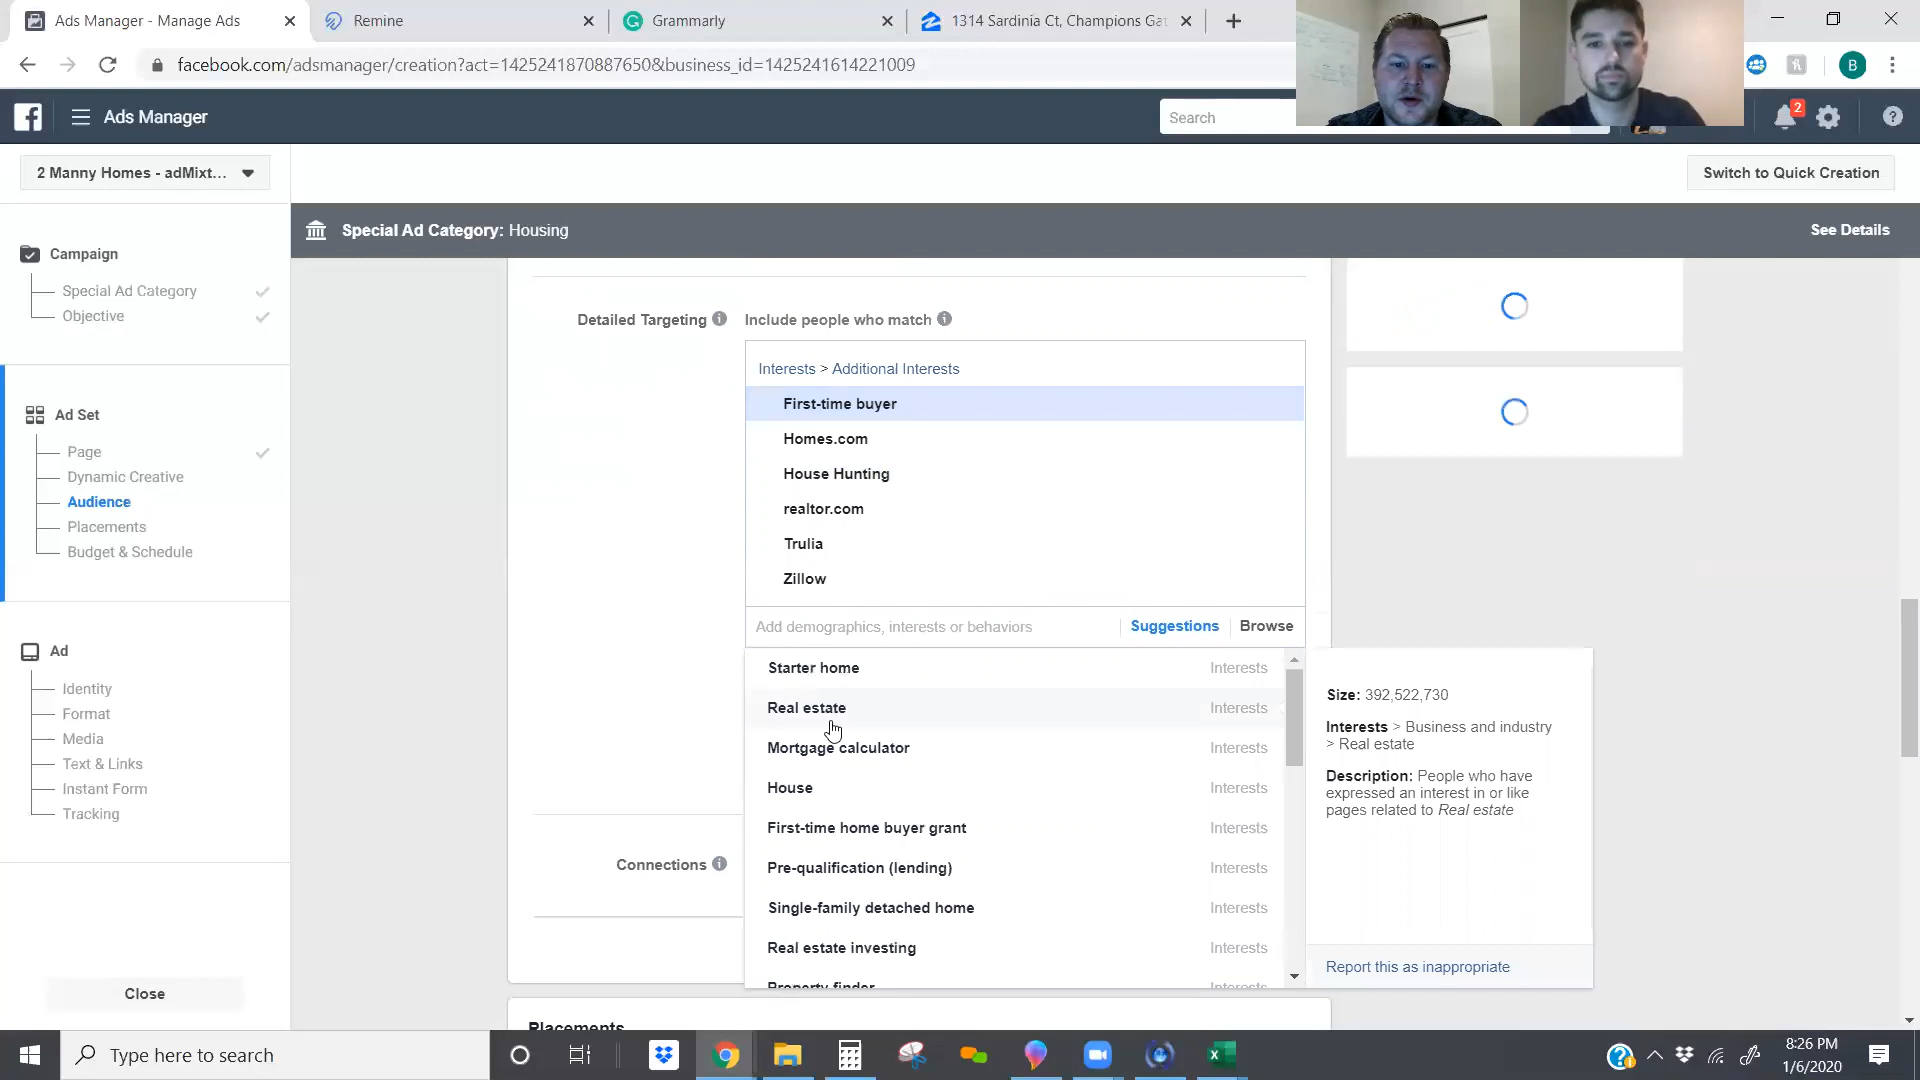 Ads Manager - Manage Ads
Remine
Grammarly
1314 Sardinia Ct, Champions Gat
facebook.com/adsmanager/creation?act=1425241870887650&business_id=1425241614221009
B
Ads Manager
Search
2
2 Manny Homes - adMixt...
Switch to Quick Creation
Special Ad Category: Housing
See Details
Campaign
Special Ad Category
Objective
Ad Set
Page
Dynamic Creative
Audience
Placements
Budget & Schedule
Ad
Identity
Format
Media
Text & Links
Instant Form
Tracking
Close
Detailed Targeting
Include people who match
Interests > Additional Interests
First-time buyer
Homes.com
House Hunting
realtor.com
Trulia
Zillow
Add demographics, interests or behaviors
Suggestions
Browse
Starter home Interests
Real estate Interests
Mortgage calculator Interests
House Interests
First-time home buyer grant Interests
Pre-qualification (lending) Interests
Single-family detached home Interests
Real estate investing Interests
Property finder Interests
Size: 392,522,730
Interests > Business and industry
> Real estate
Description: People who have
expressed an interest in or like
pages related to Real estate
Report this as inappropriate
Connections
Placements
Type here to search
8:26 PM
1/6/2020